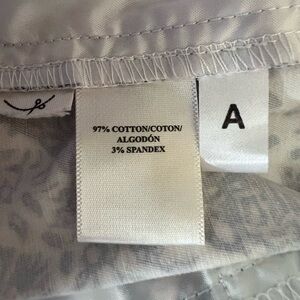 97% COTTON/COTON/
ALGODÓN
3% SPANDEX
A